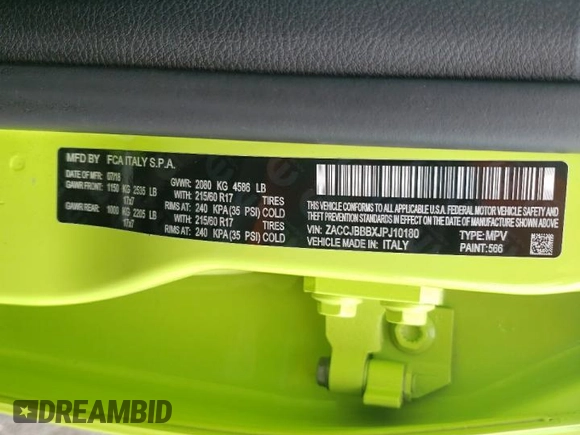 MFD BY FCA ITALY S.P.A.
DATE OF MFR: 07/18 GVWR: 2080 KG 4586 LB
GAWR FRONT: 1150 KG 2535 LB WITH: 215/60 R17 TIRES
17x7 RIMS AT: 240 KPA(35 PSI) COLD
GAWR REAR: 1000 KG 2205 LB WITH: 215/60 R17 TIRES
17x7 RIMS AT: 240 KPA(35 PSI) COLD
THIS VEHICLE CONFORMS TO ALL APPLICABLE U.S.A. FEDERAL MOTOR VEHICLE SAFETY,
BUMPER, AND THEFT PREVENTION STANDARDS IN EFFECT ON THE DATE OF MANUFACTURE SHOWN ABOVE.
VIN: ZACCJBBBXJPJ10180 TYPE: MPV
VEHICLE MADE IN: ITALY PAINT: 566
DREAMBID